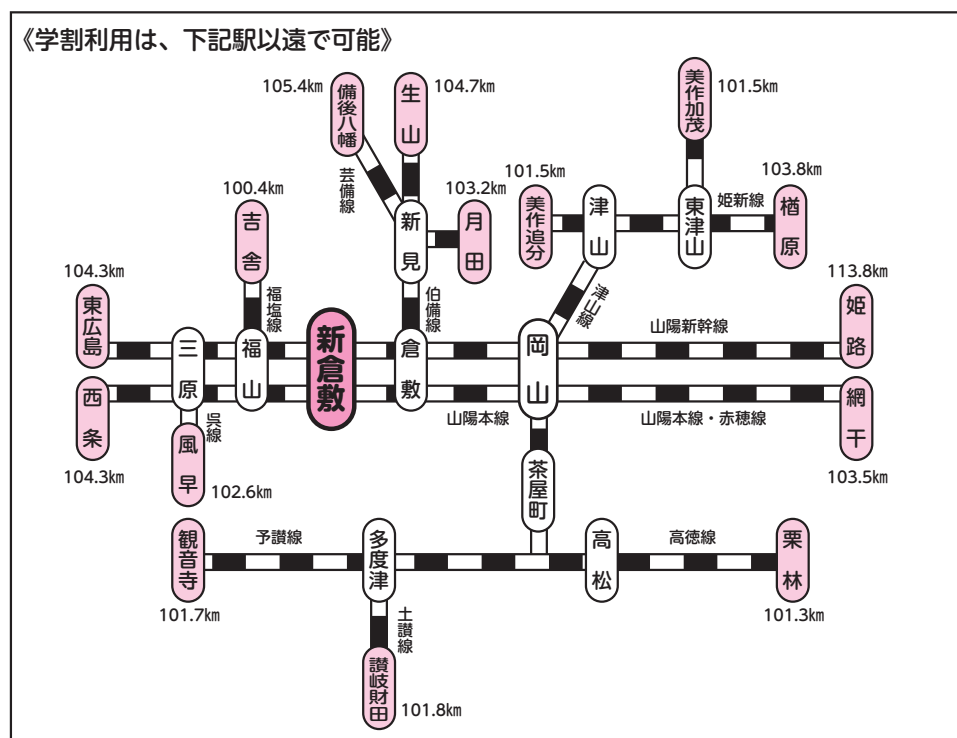 《学割利用は、下記駅以遠で可能》
105.4km
備後八幡
104.7km
生山
美作加茂
101.5km
芸備線
100.4km
吉舎
新見
103.2km
月田
101.5km
美作追分
津山
東津山
姫新線
103.8km
楢原
104.3km
東広島
福塩線
伯備線
津山線
113.8km
姫路
三原
福山
新倉敷
倉敷
岡山
山陽新幹線
西条
104.3km
呉線
山陽本線
山陽本線・赤穂線
網干
103.5km
風早
102.6km
茶屋町
観音寺
101.7km
予讃線
多度津
高松
高徳線
栗林
101.3km
土讃線
讃岐財田
101.8km